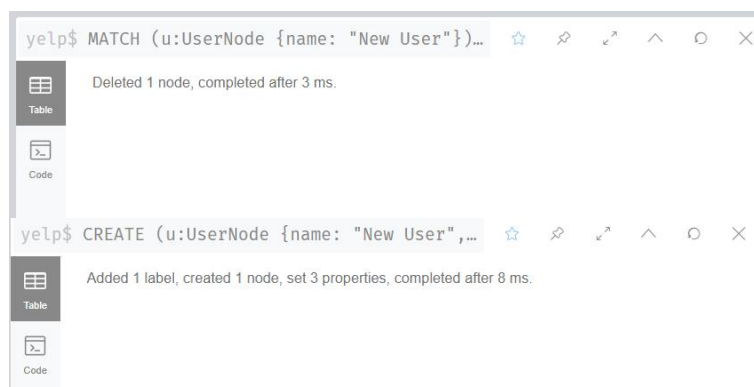 yelp$ MATCH (u:UserNode {name: "New User"})…
Table
Deleted 1 node, completed after 3 ms.
Code
yelp$ CREATE (u:UserNode {name: "New User",…
Table
Added 1 label, created 1 node, set 3 properties, completed after 8 ms.
Code